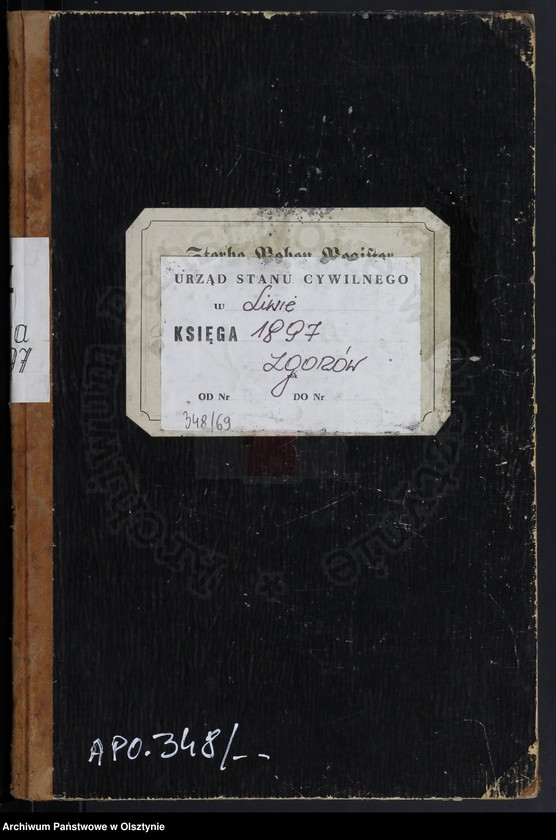 Sterbe Neben Register
URZĄD STANU CYWILNEGO
w Liwie
KSIĘGA 1897
ZGONÓW
rok
OD Nr DO Nr
348/69
a
97
APO. 348/--
Archiwum Państwowe w Olsztynie